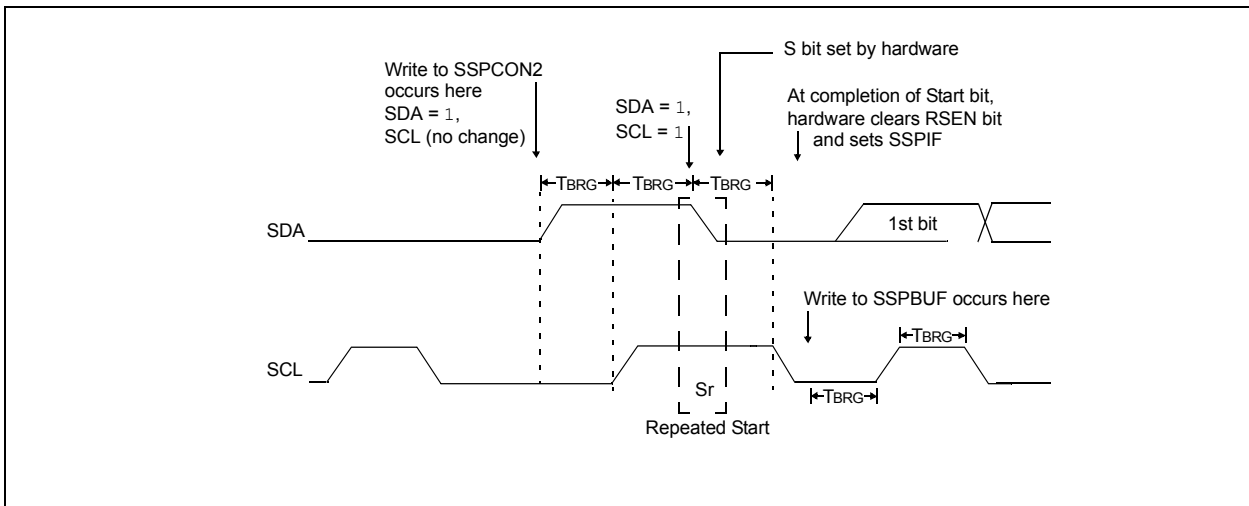 S bit set by hardware
Write to SSPCON2
occurs here
SDA = 1,
SCL (no change)
SDA = 1,
SCL = 1
At completion of Start bit,
hardware clears RSEN bit
and sets SSPIF
TBRG TBRG TBRG
SDA
1st bit
Write to SSPBUF occurs here
TBRG
SCL
Sr
TBRG
Repeated Start